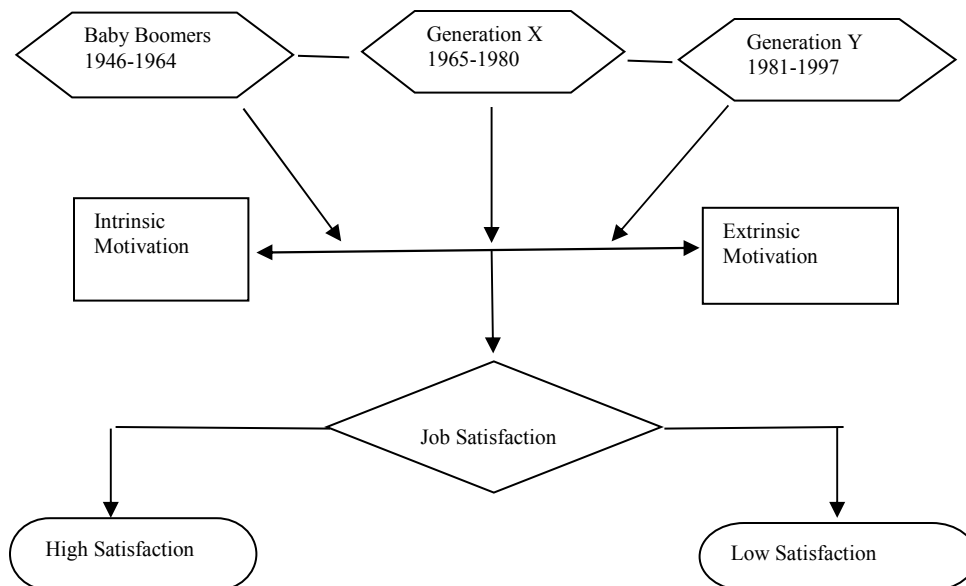 Baby Boomers
1946-1964
Generation X
1965-1980
Generation Y
1981-1997
Intrinsic
Motivation
Extrinsic
Motivation
Job Satisfaction
High Satisfaction
Low Satisfaction